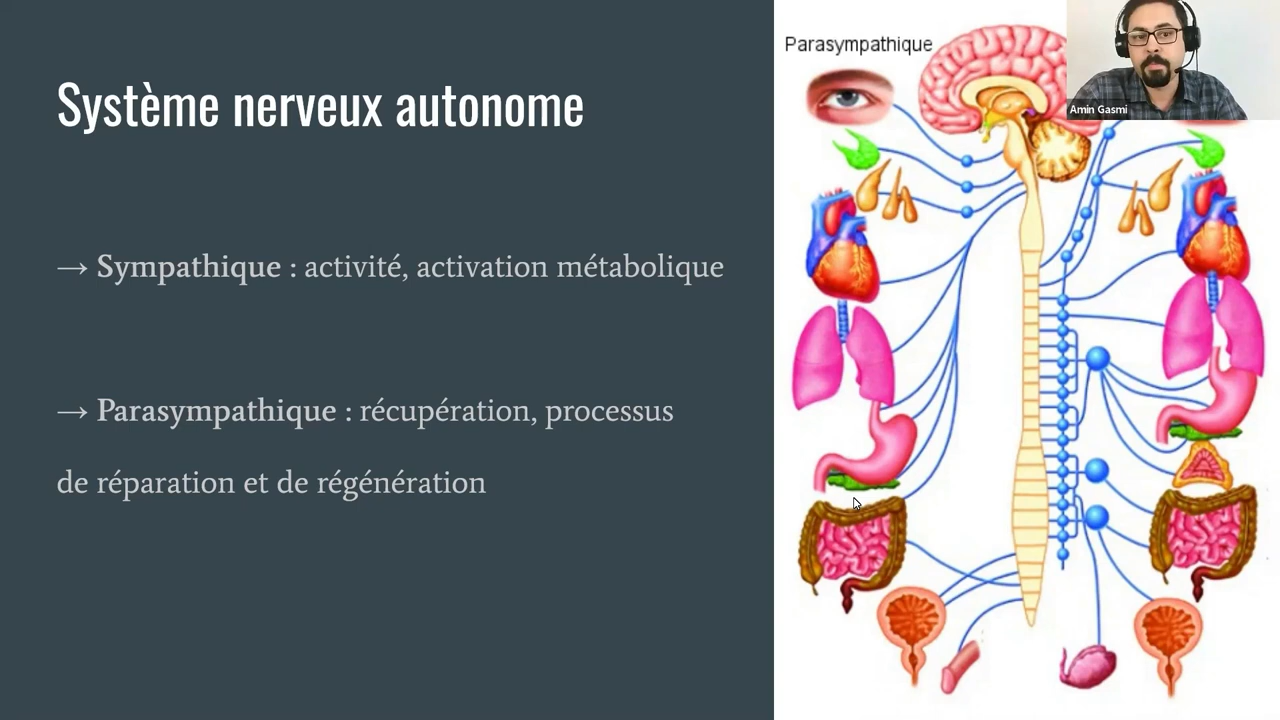 Système nerveux autonome
→ Sympathique : activité, activation métabolique
→ Parasympathique : récupération, processus
de réparation et de régénération
Parasympathique
Amin Gasmi